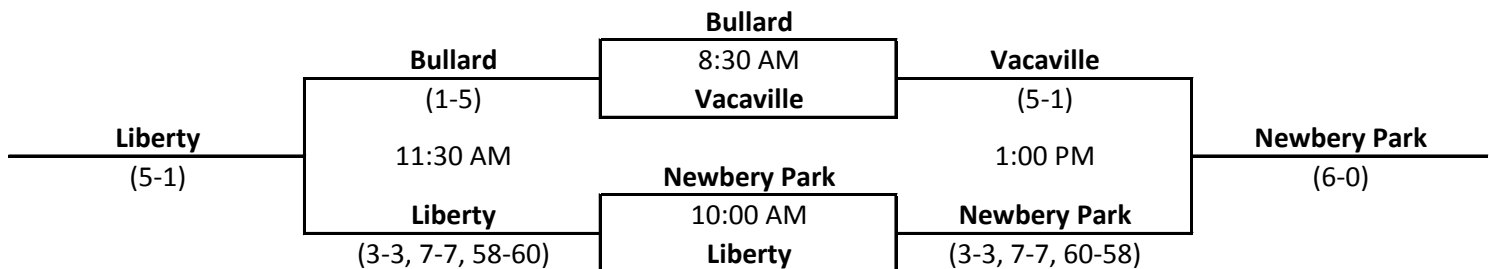 Bullard
Bullard 8:30 AM Vacaville
(1-5) Vacaville (5-1)
Liberty 11:30 AM 1:00 PM Newbery Park
(5-1) Newbery Park (6-0)
Liberty 10:00 AM Newbery Park
(3-3, 7-7, 58-60) Liberty (3-3, 7-7, 60-58)